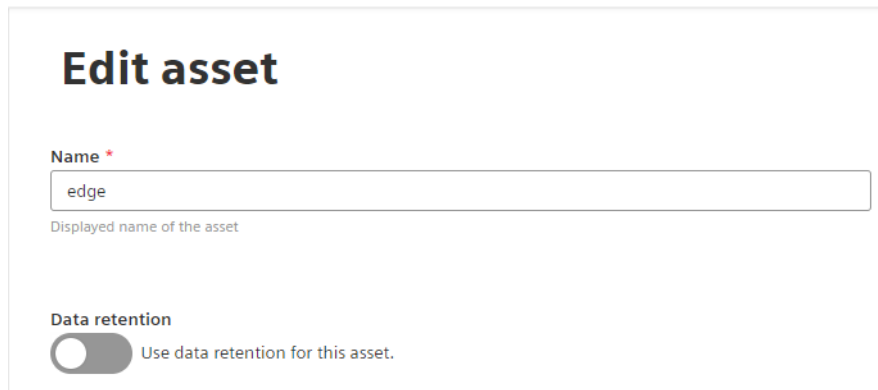 Edit asset
Name *
edge
Displayed name of the asset
Data retention
Use data retention for this asset.